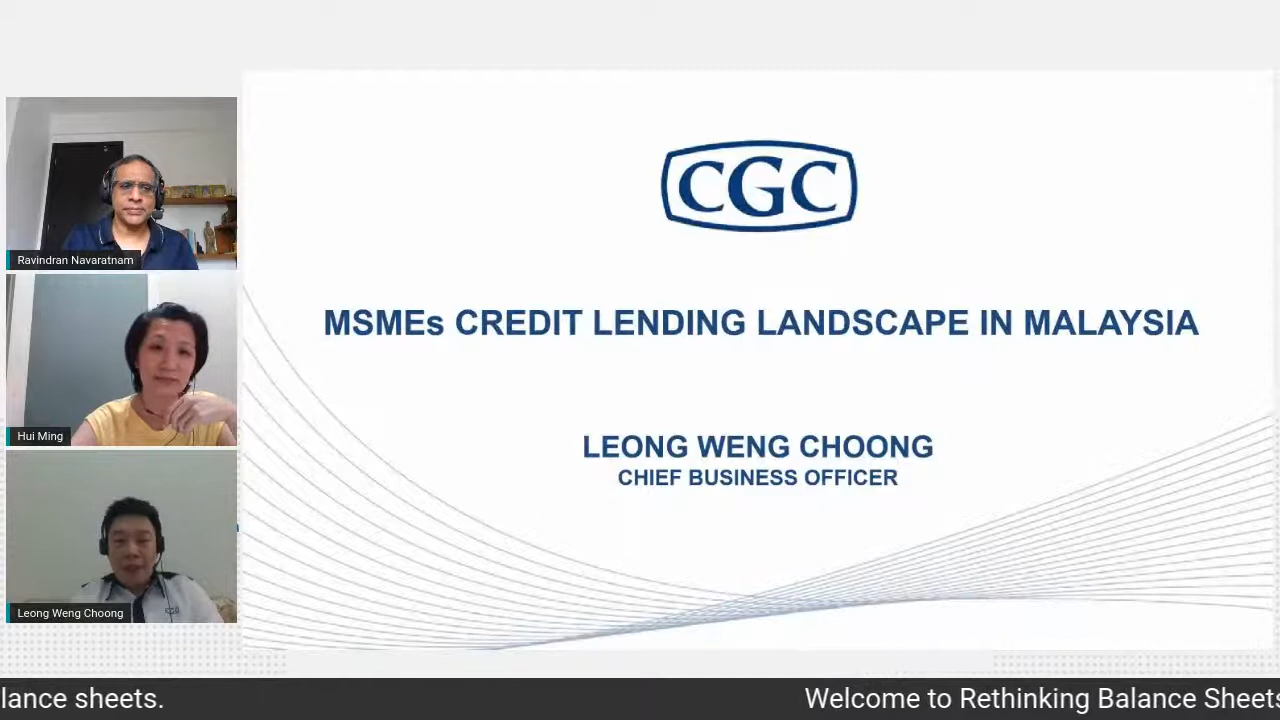 CGC
MSMEs CREDIT LENDING LANDSCAPE IN MALAYSIA
LEONG WENG CHOONG
CHIEF BUSINESS OFFICER
Ravindran Navaratnam
Hui Ming
Leong Weng Choong
lance sheets.
Welcome to Rethinking Balance Sheets